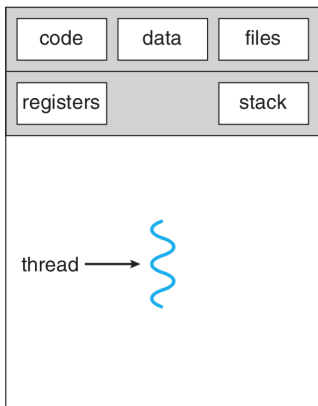 code data files
registers stack
thread